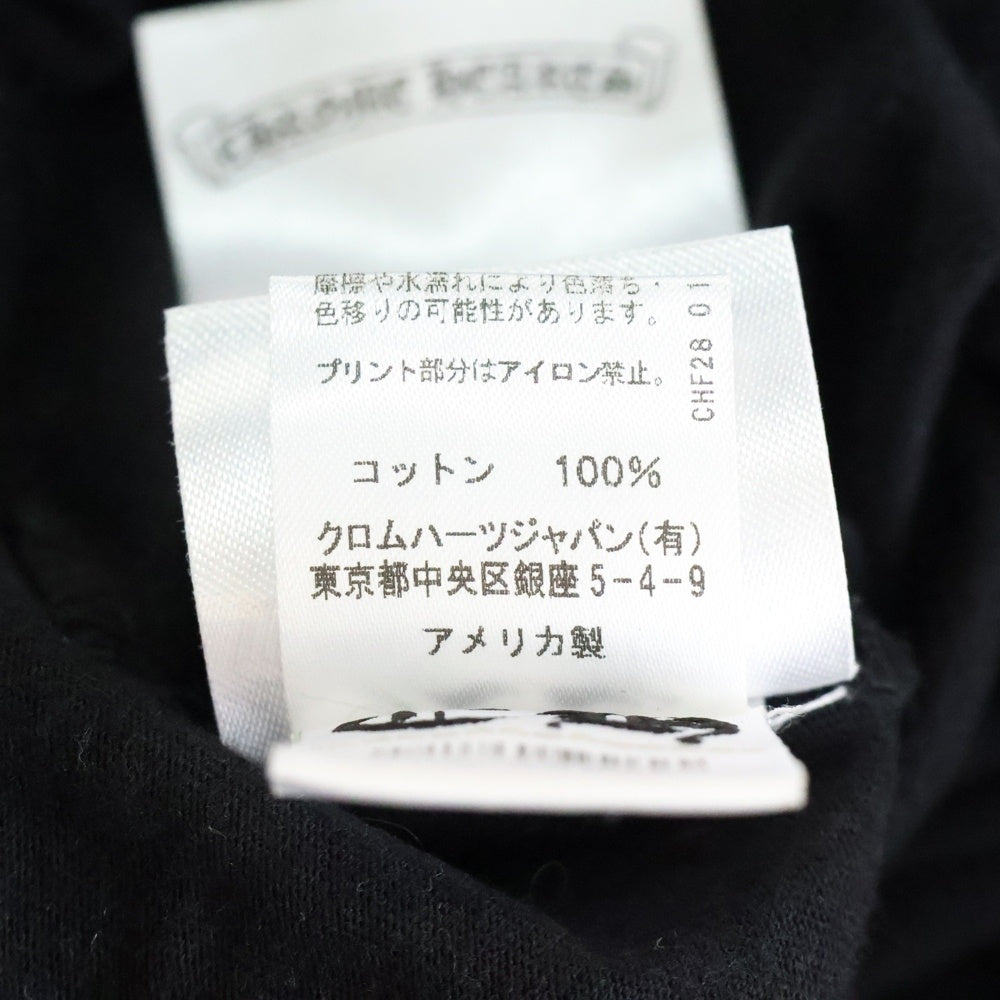 CHROME HEARTS
摩擦や水濡れにより色落ち・
色移りの可能性があります。
プリント部分はアイロン禁止。
CHF28 01
コットン 100%
クロムハーツジャパン(有)
東京都中央区銀座5-4-9
アメリカ製